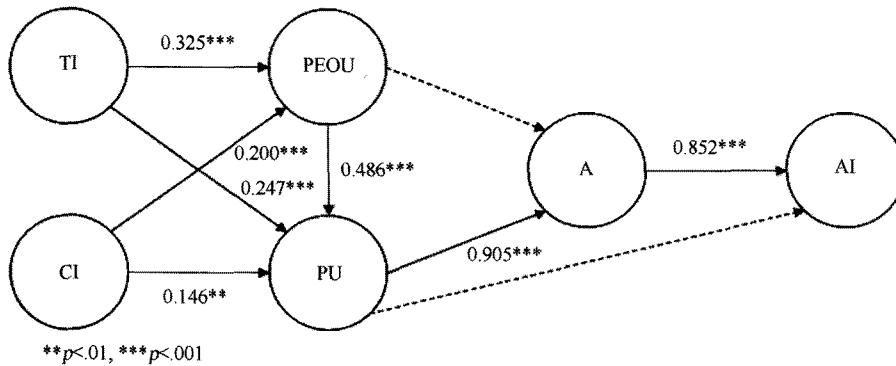 TI
0.325***
PEOU
0.200***
0.247***
0.486***
A
0.852***
AI
CI
0.146**
PU
0.905***
**p<.01, ***p<.001